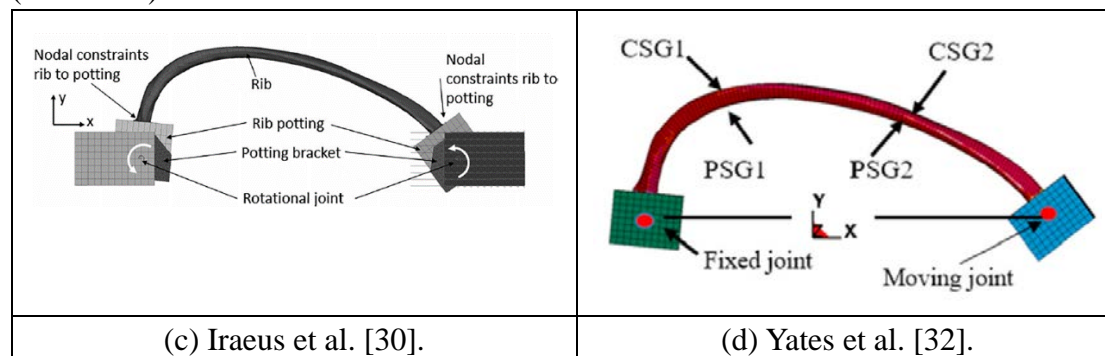 Nodal constraints
rib to potting
y
x
Rib
Nodal
constraints rib to
potting
Rib potting
Potting bracket
Rotational joint
CSG1
CSG2
PSG1
PSG2
Y
Z
X
Fixed joint
Moving joint
(c) Iraeus et al. [30].
(d) Yates et al. [32].